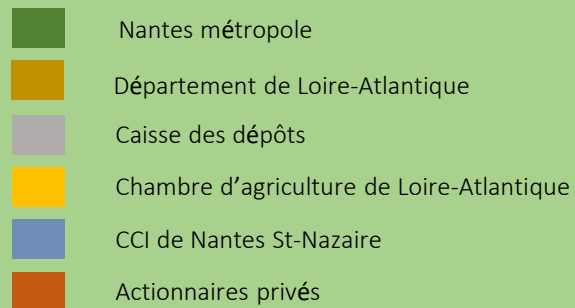 Nantes métropole
Département de Loire-Atlantique
Caisse des dépôts
Chambre d’agriculture de Loire-Atlantique
CCI de Nantes St-Nazaire
Actionnaires privés